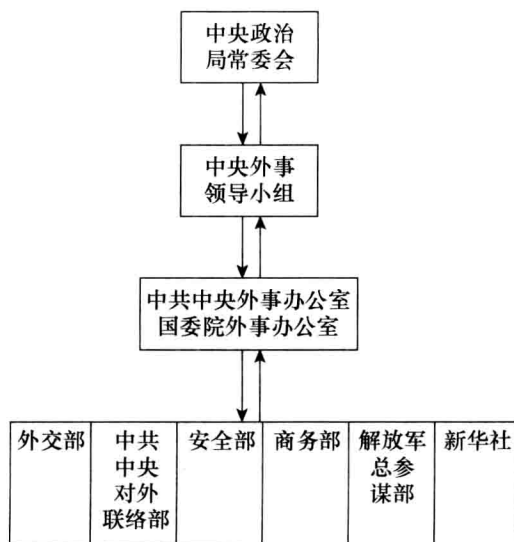 中央政治
局常委会
中央外事
领导小组
中共中央外事办公室
国委院外事办公室
外交部
中共
中央
对外
联络部
安全部
商务部
解放军
总参
谋部
新华社